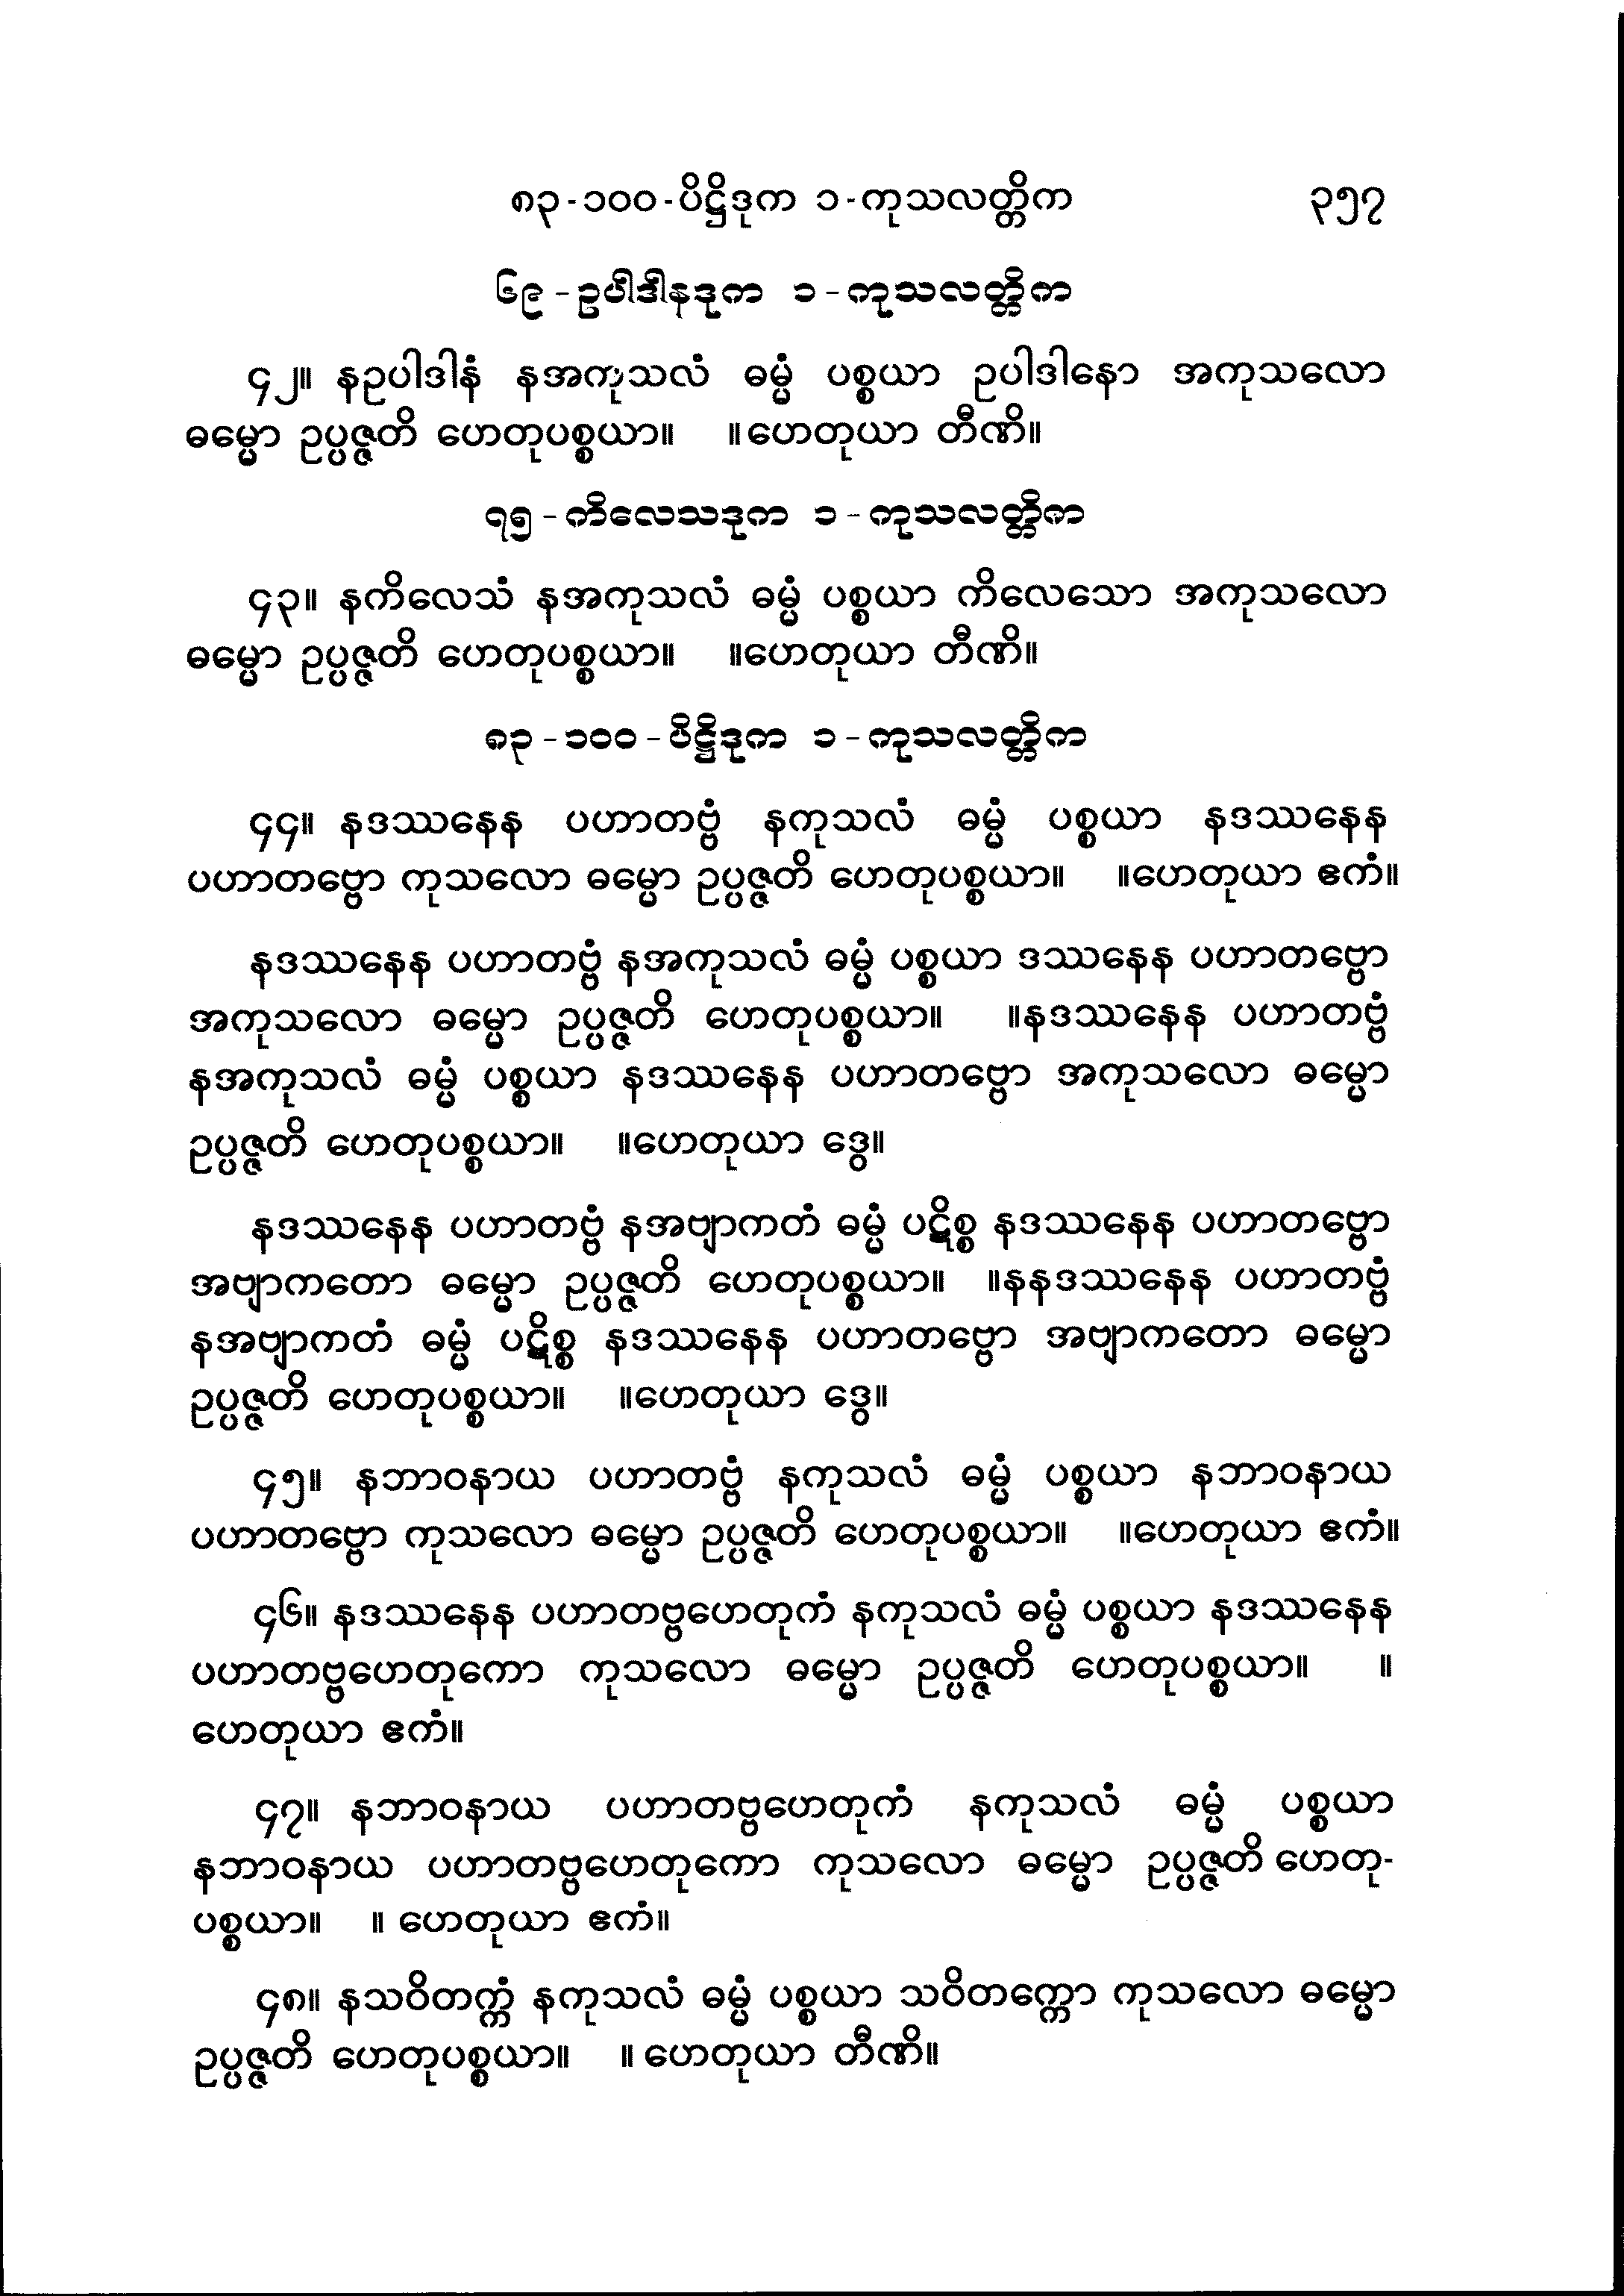 ၈၃-၁၀၀-ပိဋ္ဌိဒုက ၁-ကုသလတ္တိက ၃၅၇
၆၉-ဥပါဒါနဒုက ၁-ကုသလတ္တိက
၄၂။ နဥပါဒါနံ နအကုသလံ ဓမ္မံ ပစ္စယာ ဥပါဒါနော အကုသလော
ဓမ္မော ဥပ္ပဇ္ဇတိ ဟေတုပစ္စယာ။ ။ဟေတုယာ တီဏိ။
၇၅-ကိလေသဒုက ၁-ကုသလတ္တိက
၄၃။ နကိလေသံ နအကုသလံ ဓမ္မံ ပစ္စယာ ကိလေသော အကုသလော
ဓမ္မော ဥပ္ပဇ္ဇတိ ဟေတုပစ္စယာ။ ။ဟေတုယာ တီဏိ။
၈၃-၁၀၀-ပိဋ္ဌိဒုက ၁-ကုသလတ္တိက
၄၄။ နဒဿနေန ပဟာတဗ္ဗံ နကုသလံ ဓမ္မံ ပစ္စယာ နဒဿနေန
ပဟာတဗ္ဗော ကုသလော ဓမ္မော ဥပ္ပဇ္ဇတိ ဟေတုပစ္စယာ။ ။ဟေတုယာ ဧကံ။
နဒဿနေန ပဟာတဗ္ဗံ နအကုသလံ ဓမ္မံ ပစ္စယာ ဒဿနေန ပဟာတဗ္ဗော
အကုသလော ဓမ္မော ဥပ္ပဇ္ဇတိ ဟေတုပစ္စယာ။ ။နဒဿနေန ပဟာတဗ္ဗံ
နအကုသလံ ဓမ္မံ ပစ္စယာ နဒဿနေန ပဟာတဗ္ဗော အကုသလော ဓမ္မော
ဥပ္ပဇ္ဇတိ ဟေတုပစ္စယာ။ ။ဟေတုယာ ဒွေ။
နဒဿနေန ပဟာတဗ္ဗံ နအဗျာကတံ ဓမ္မံ ပဋိစ္စ နဒဿနေန ပဟာတဗ္ဗော
အဗျာကတော ဓမ္မော ဥပ္ပဇ္ဇတိ ဟေတုပစ္စယာ။ ။နနဒဿနေန ပဟာတဗ္ဗံ
နအဗျာကတံ ဓမ္မံ ပဋိစ္စ နဒဿနေန ပဟာတဗ္ဗော အဗျာကတော ဓမ္မော
ဥပ္ပဇ္ဇတိ ဟေတုပစ္စယာ။ ။ဟေတုယာ ဒွေ။
၄၅။ နဘာဝနာယ ပဟာတဗ္ဗံ နကုသလံ ဓမ္မံ ပစ္စယာ နဘာဝနာယ
ပဟာတဗ္ဗော ကုသလော ဓမ္မော ဥပ္ပဇ္ဇတိ ဟေတုပစ္စယာ။ ။ဟေတုယာ ဧကံ။
၄၆။ နဒဿနေန ပဟာတဗ္ဗဟေတုကံ နကုသလံ ဓမ္မံ ပစ္စယာ နဒဿနေန
ပဟာတဗ္ဗဟေတုကော ကုသလော ဓမ္မော ဥပ္ပဇ္ဇတိ ဟေတုပစ္စယာ။ ။
ဟေတုယာ ဧကံ။
၄၇။ နဘာဝနာယ ပဟာတဗ္ဗဟေတုကံ နကုသလံ ဓမ္မံ ပစ္စယာ
နဘာဝနာယ ပဟာတဗ္ဗဟေတုကော ကုသလော ဓမ္မော ဥပ္ပဇ္ဇတိ ဟေတု-
ပစ္စယာ။ ။ ဟေတုယာ ဧကံ။
၄၈။ နသဝိတက္ကံ နကုသလံ ဓမ္မံ ပစ္စယာ သဝိတက္ကော ကုသလော ဓမ္မော
ဥပ္ပဇ္ဇတိ ဟေတုပစ္စယာ။ ။ ဟေတုယာ တီဏိ။